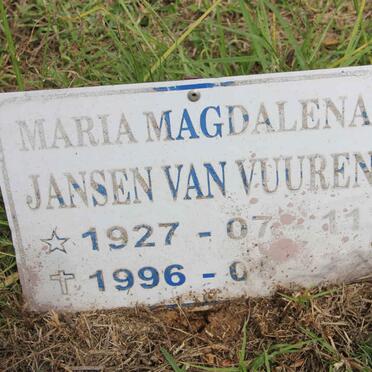 MARIA MAGDALENA
JANSEN VAN VUUREN
1927 - 07 - 11
1996 - 0